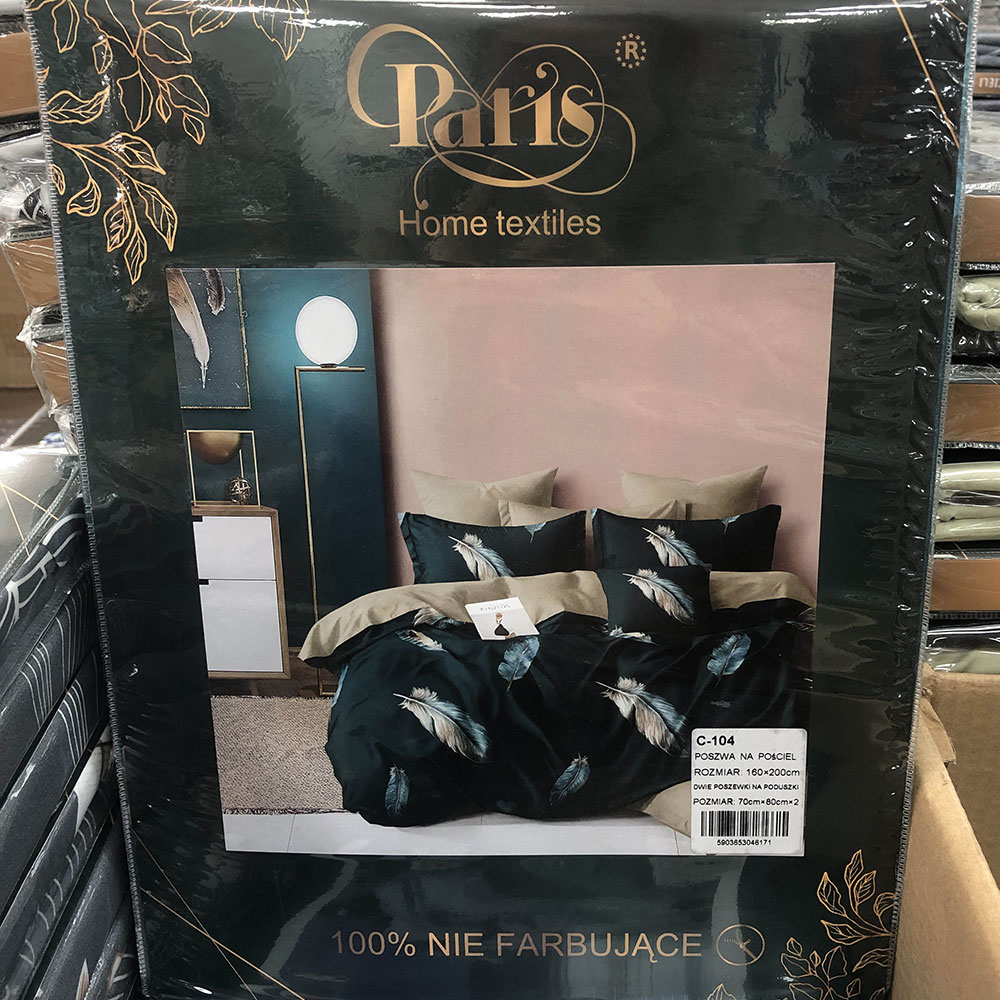 Paris
®
Home textiles
C-104
POSZWA NA POśCIEL
ROZMIAR: 160×200cm
DWIE POSZEWKI NA PODUSZKI
POZMIAR: 70cm×80cm×2
5903653046171
100% NIE FARBUJĄCE